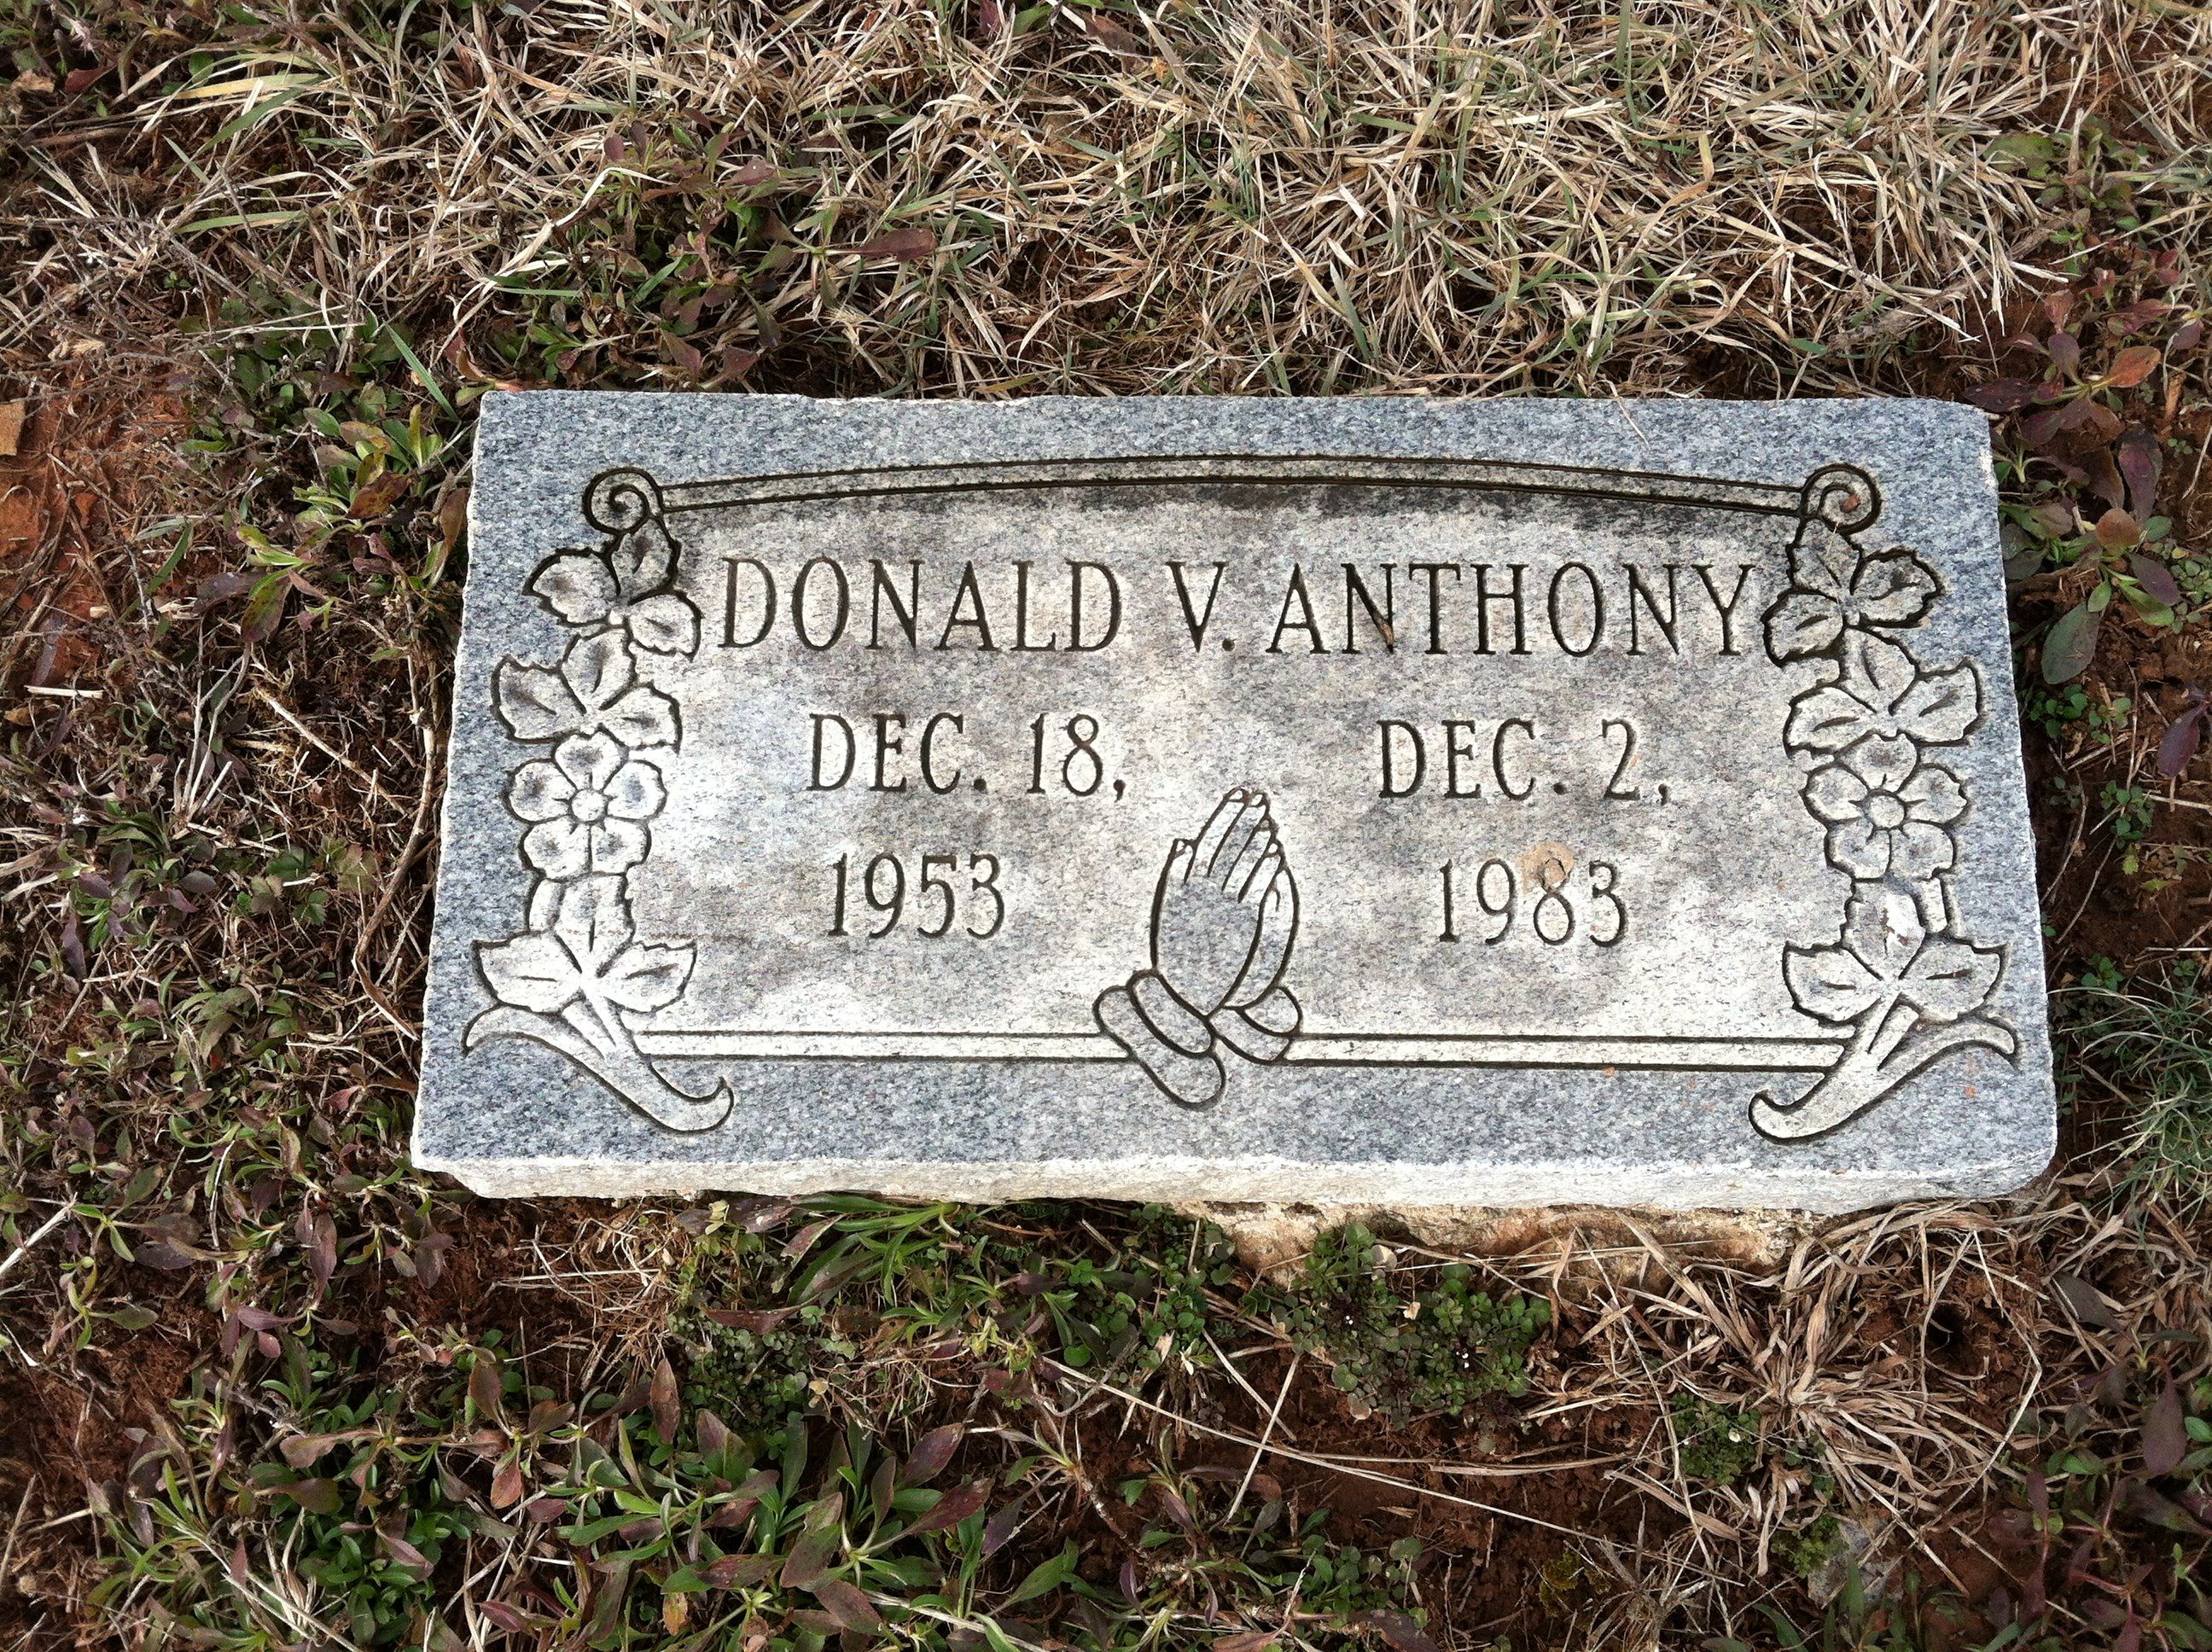 DONALD V. ANTHONY
DEC. 18, DEC. 2,
1953 1983